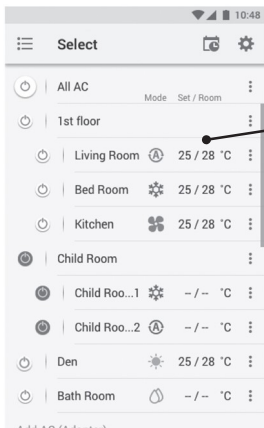 10:48
Select
All AC
Mode Set / Room
1st floor
Living Room 25 / 28 °C
Bed Room 25 / 28 °C
Kitchen 25 / 28 °C
Child Room
Child Roo...1 -- / -- °C
Child Roo...2 -- / -- °C
Den 25 / 28 °C
Bath Room -- / -- °C